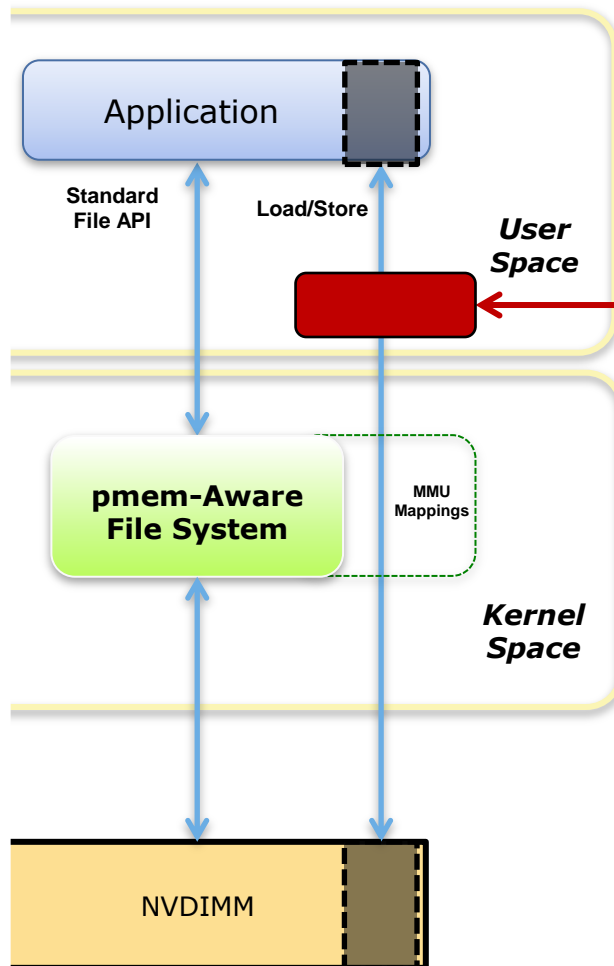 Application
Standard
File API
Load/Store
User
Space
pmem-Aware
File System
MMU
Mappings
Kernel
Space
NVDIMM